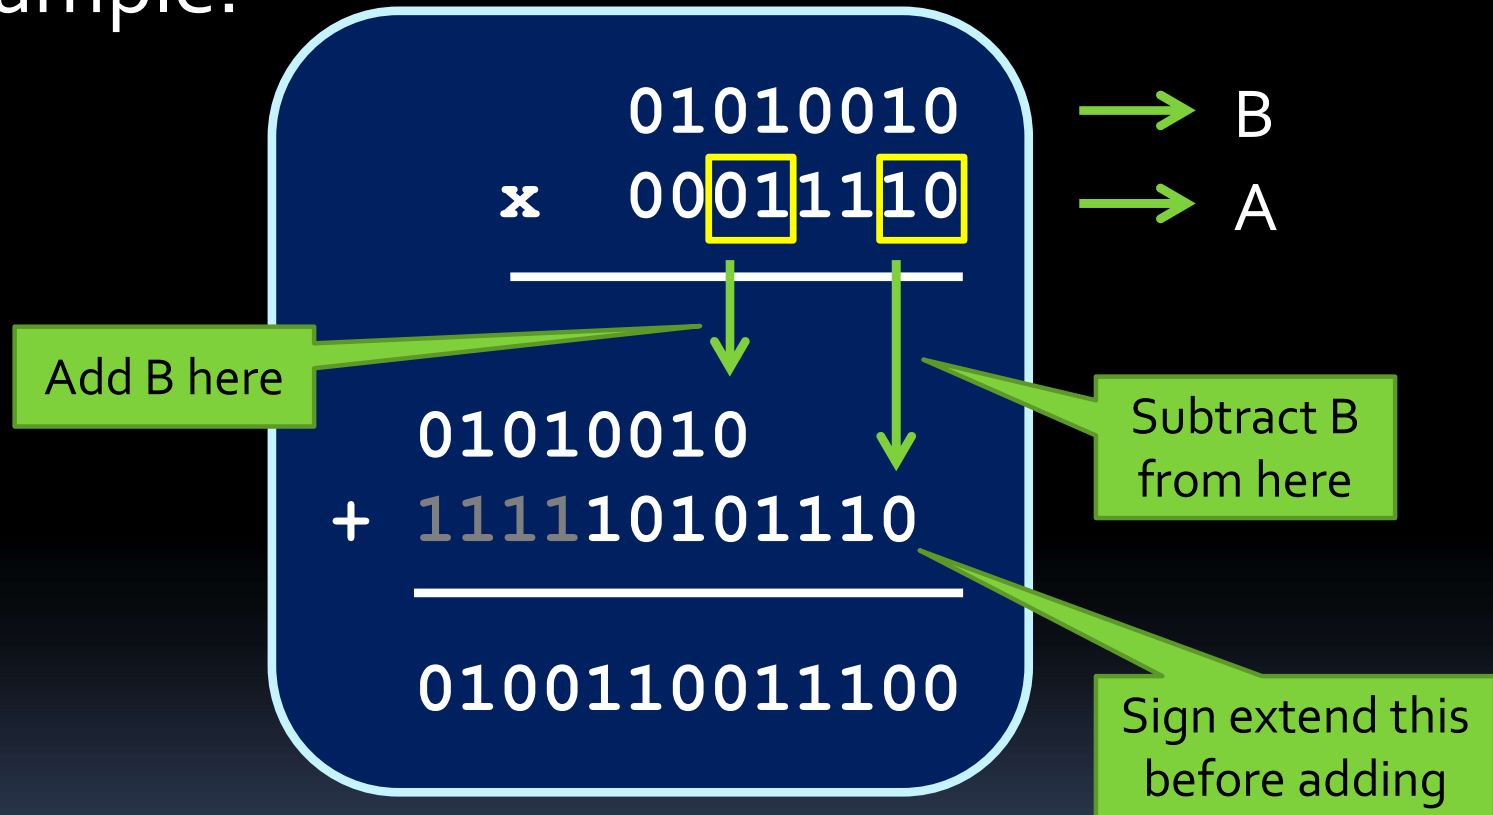 01010010
B
x 00011110
A
Add B here
Subtract B
from here
01010010
+ 111110101110
0100110011100
Sign extend this
before adding